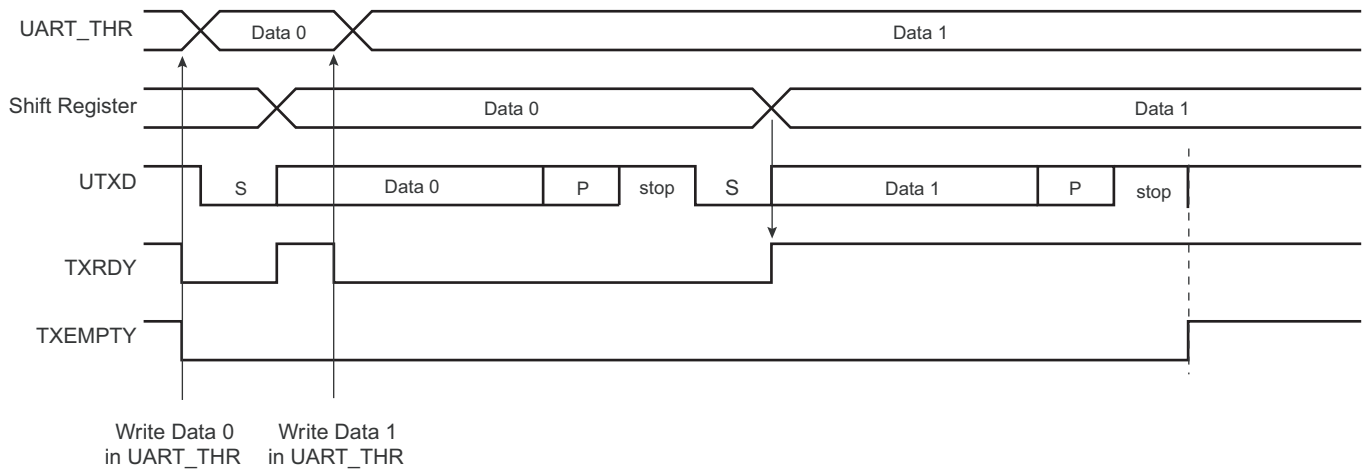 UART_THR Data 0 Data 1
Shift Register Data 0 Data 1
UTXD S Data 0 P stop S Data 1 P stop
TXRDY
TXEMPTY
Write Data 0 Write Data 1
in UART_THR in UART_THR